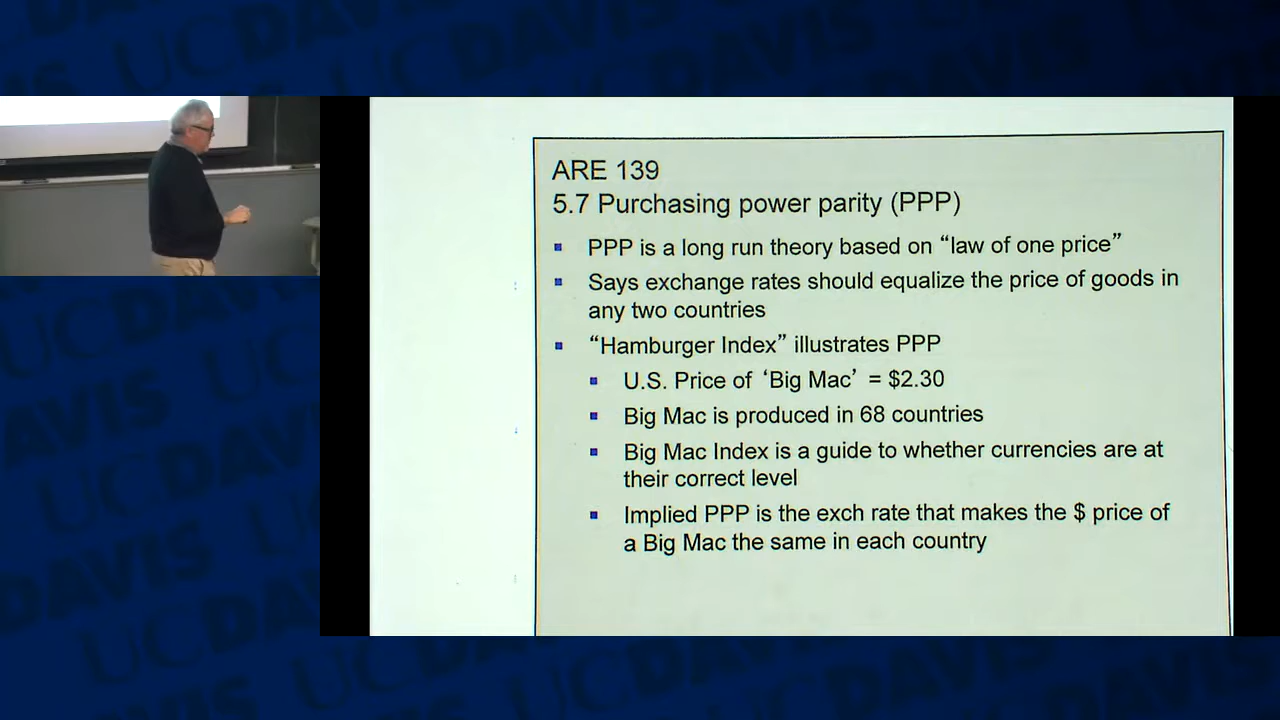 ARE 139
5.7 Purchasing power parity (PPP)
PPP is a long run theory based on “law of one price”
Says exchange rates should equalize the price of goods in
any two countries
“Hamburger Index” illustrates PPP
U.S. Price of ‘Big Mac’ = $2.30
Big Mac is produced in 68 countries
Big Mac Index is a guide to whether currencies are at
their correct level
Implied PPP is the exch rate that makes the $ price of
a Big Mac the same in each country
UCDAVIS
UCDAVIS
UCDAVIS